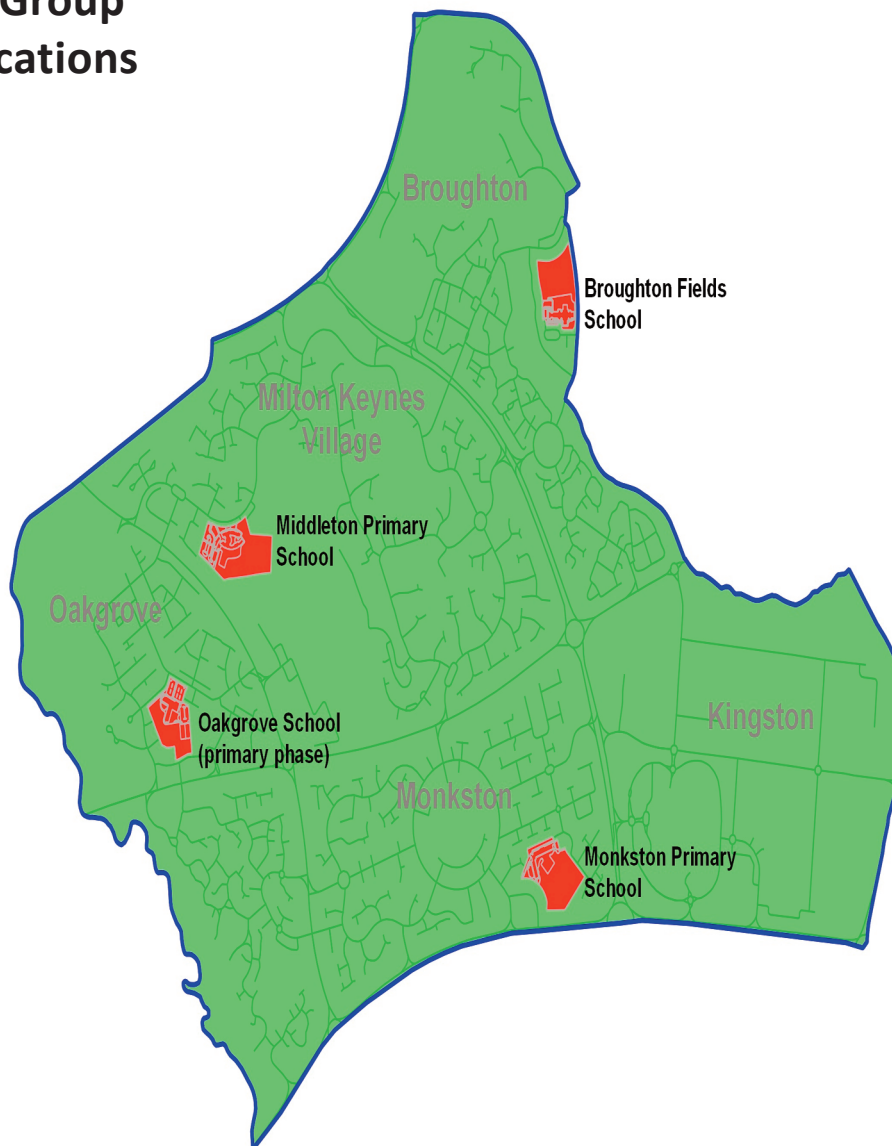 Group
cations
Broughton
Broughton Fields
School
Milton Keynes
Village
Middleton Primary
School
Oakgrove
Oakgrove School
(primary phase)
Kingston
Monkston
Monkston Primary
School